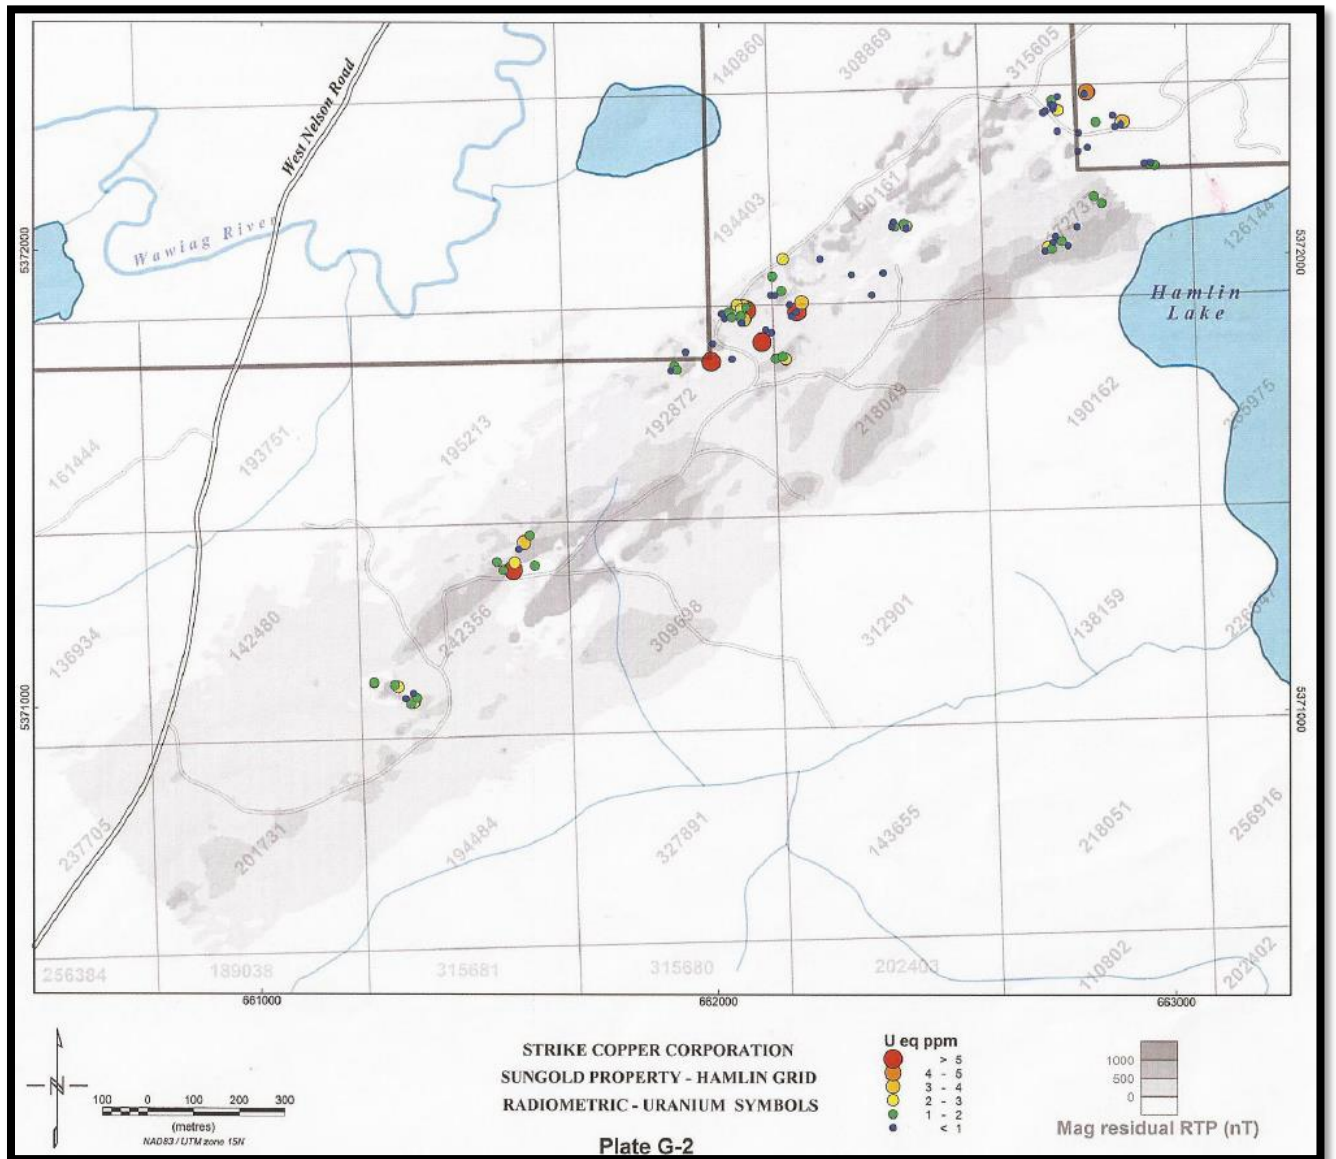 140860
308869
315605
West Nelson Road
Wawiag River
194403
190161
126144
5372000
5372000
Hamlin
Lake
161444
193751
195213
192872
218049
190162
136934
142480
242356
309698
312901
138159
5371000
5371000
237705
201731
194484
327891
143655
218051
256916
256384
189038
315681
315680
202403
110802
202402
661000
662000
663000
N
100 0 100 200 300
(metres)
NAD83 / UTM zone 15N
STRIKE COPPER CORPORATION
SUNGOLD PROPERTY - HAMLIN GRID
RADIOMETRIC - URANIUM SYMBOLS
Plate G-2
U eq ppm
> 5
4 - 5
3 - 4
2 - 3
1 - 2
< 1
1000
500
0
Mag residual RTP (nT)